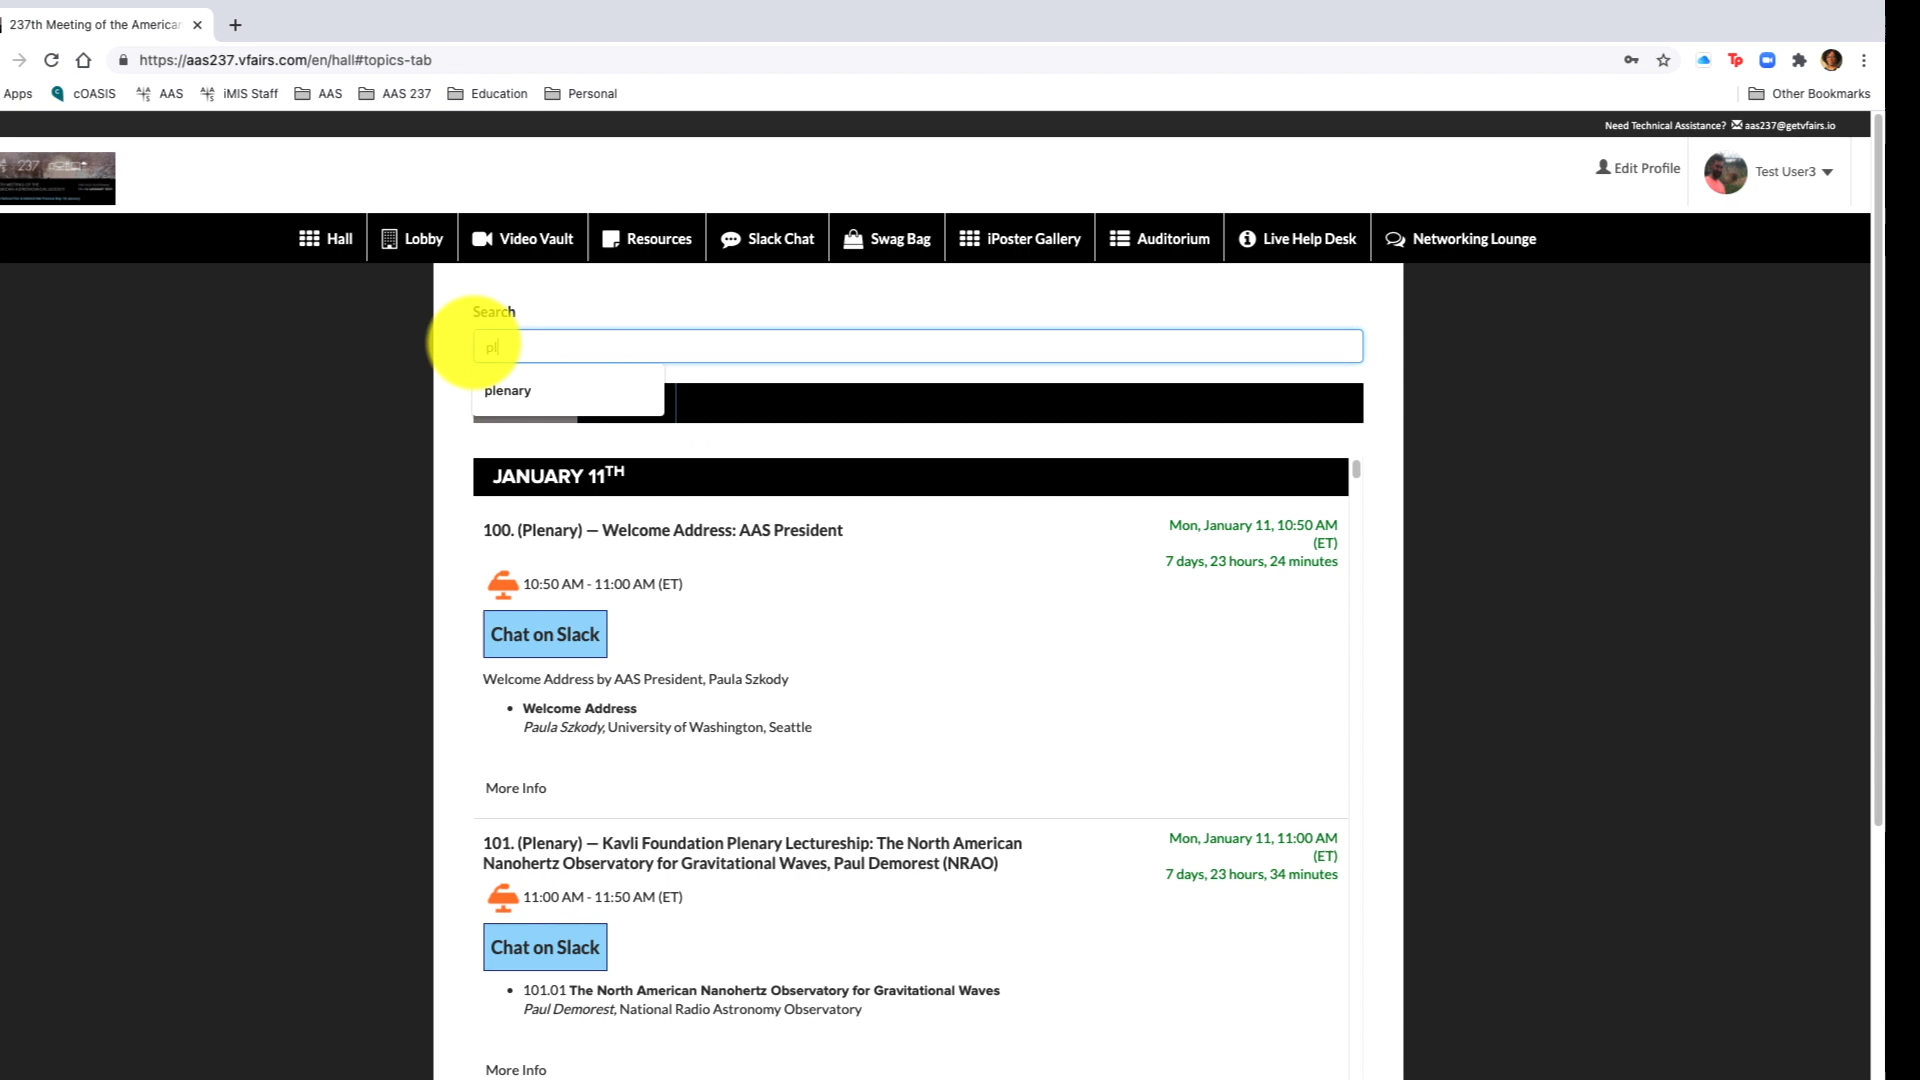 237th Meeting of the American
https://aas237.vfairs.com/en/hall#topics-tab
Tp
Apps cOASIS AAS iMIS Staff AAS AAS 237 Education Personal Other Bookmarks
Need Technical Assistance? aas237@getvfairs.io
237
Edit Profile Test User3
Hall Lobby Video Vault Resources Slack Chat Swag Bag iPoster Gallery Auditorium Live Help Desk Networking Lounge
Search
pl
plenary
JANUARY 11TH
100. (Plenary) — Welcome Address: AAS President
Mon, January 11, 10:50 AM
(ET)
7 days, 23 hours, 24 minutes
10:50 AM - 11:00 AM (ET)
Chat on Slack
Welcome Address by AAS President, Paula Szkody
• Welcome Address
Paula Szkody, University of Washington, Seattle
More Info
101. (Plenary) — Kavli Foundation Plenary Lectureship: The North American
Nanohertz Observatory for Gravitational Waves, Paul Demorest (NRAO)
Mon, January 11, 11:00 AM
(ET)
7 days, 23 hours, 34 minutes
11:00 AM - 11:50 AM (ET)
Chat on Slack
• 101.01 The North American Nanohertz Observatory for Gravitational Waves
Paul Demorest, National Radio Astronomy Observatory
More Info